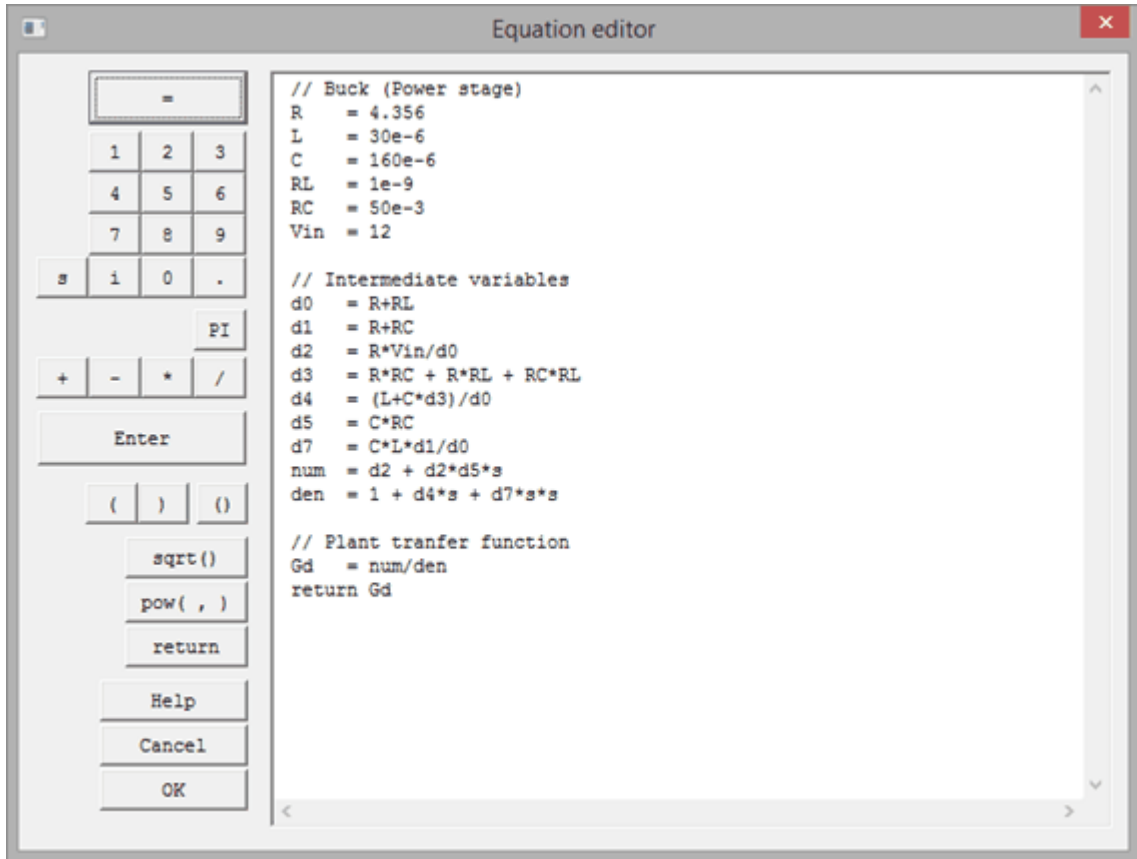 Equation editor
=
1 2 3
4 5 6
7 8 9
s i 0 .
PI
+ - * /
Enter
( ) ()
sqrt()
pow( , )
return
Help
Cancel
OK
// Buck (Power stage)
R = 4.356
L = 30e-6
C = 160e-6
RL = 1e-9
RC = 50e-3
Vin = 12
// Intermediate variables
d0 = R+RL
d1 = R+RC
d2 = R*Vin/d0
d3 = R*RC + R*RL + RC*RL
d4 = (L+C*d3)/d0
d5 = C*RC
d7 = C*L*d1/d0
num = d2 + d2*d5*s
den = 1 + d4*s + d7*s*s
// Plant tranfer function
Gd = num/den
return Gd